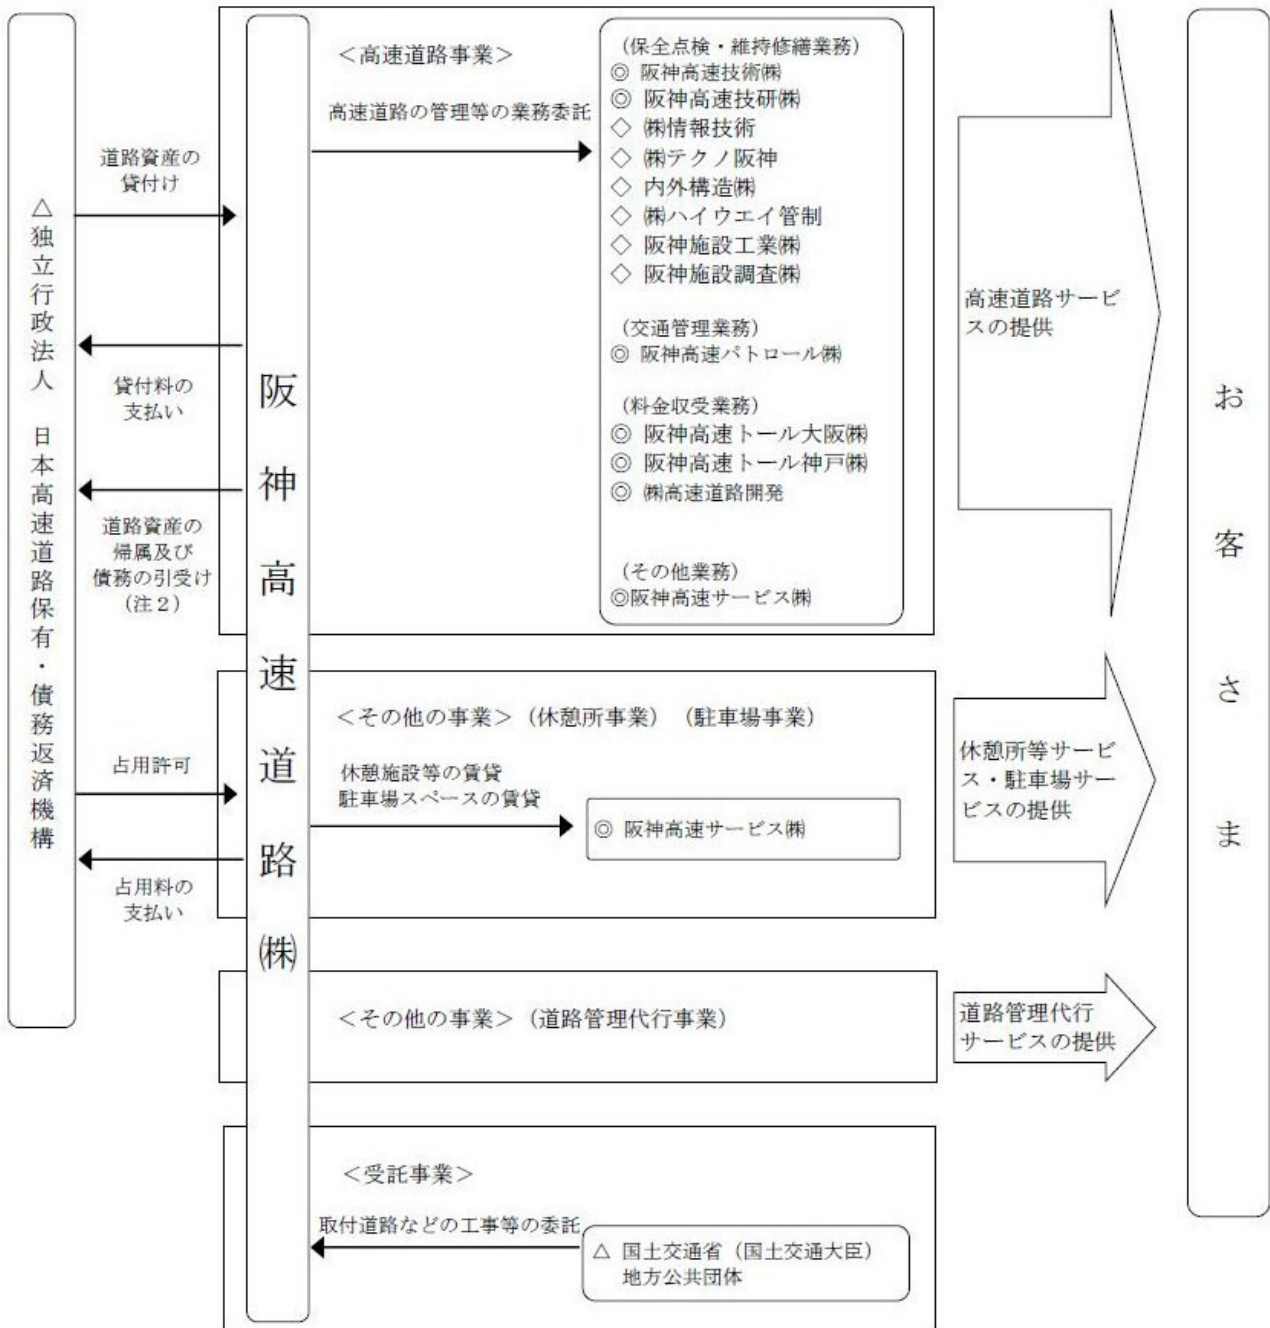 △独立行政法人　日本高速道路保有・債務返済機構
道路資産の
貸付け
貸付料の
支払い
道路資産の
帰属及び
債務の引受け
（注２）
占用許可
占用料の
支払い
阪神高速道路㈱
＜高速道路事業＞
高速道路の管理等の業務委託
（保全点検・維持修繕業務）
◎ 阪神高速技術㈱
◎ 阪神高速技研㈱
◇ ㈱情報技術
◇ ㈱テクノ阪神
◇ 内外構造㈱
◇ ㈱ハイウエイ管制
◇ 阪神施設工業㈱
◇ 阪神施設調査㈱
（交通管理業務）
◎ 阪神高速パトロール㈱
（料金収受業務）
◎ 阪神高速トール大阪㈱
◎ 阪神高速トール神戸㈱
◎ ㈱高速道路開発
（その他業務）
◎阪神高速サービス㈱
高速道路サービ
スの提供
＜その他の事業＞（休憩所事業）（駐車場事業）
休憩施設等の賃貸
駐車場スペースの賃貸
◎ 阪神高速サービス㈱
休憩所等サービ
ス・駐車場サー
ビスの提供
＜その他の事業＞（道路管理代行事業）
道路管理代行
サービスの提供
＜受託事業＞
取付道路などの工事等の委託
△ 国土交通省（国土交通大臣）
地方公共団体
お客さま